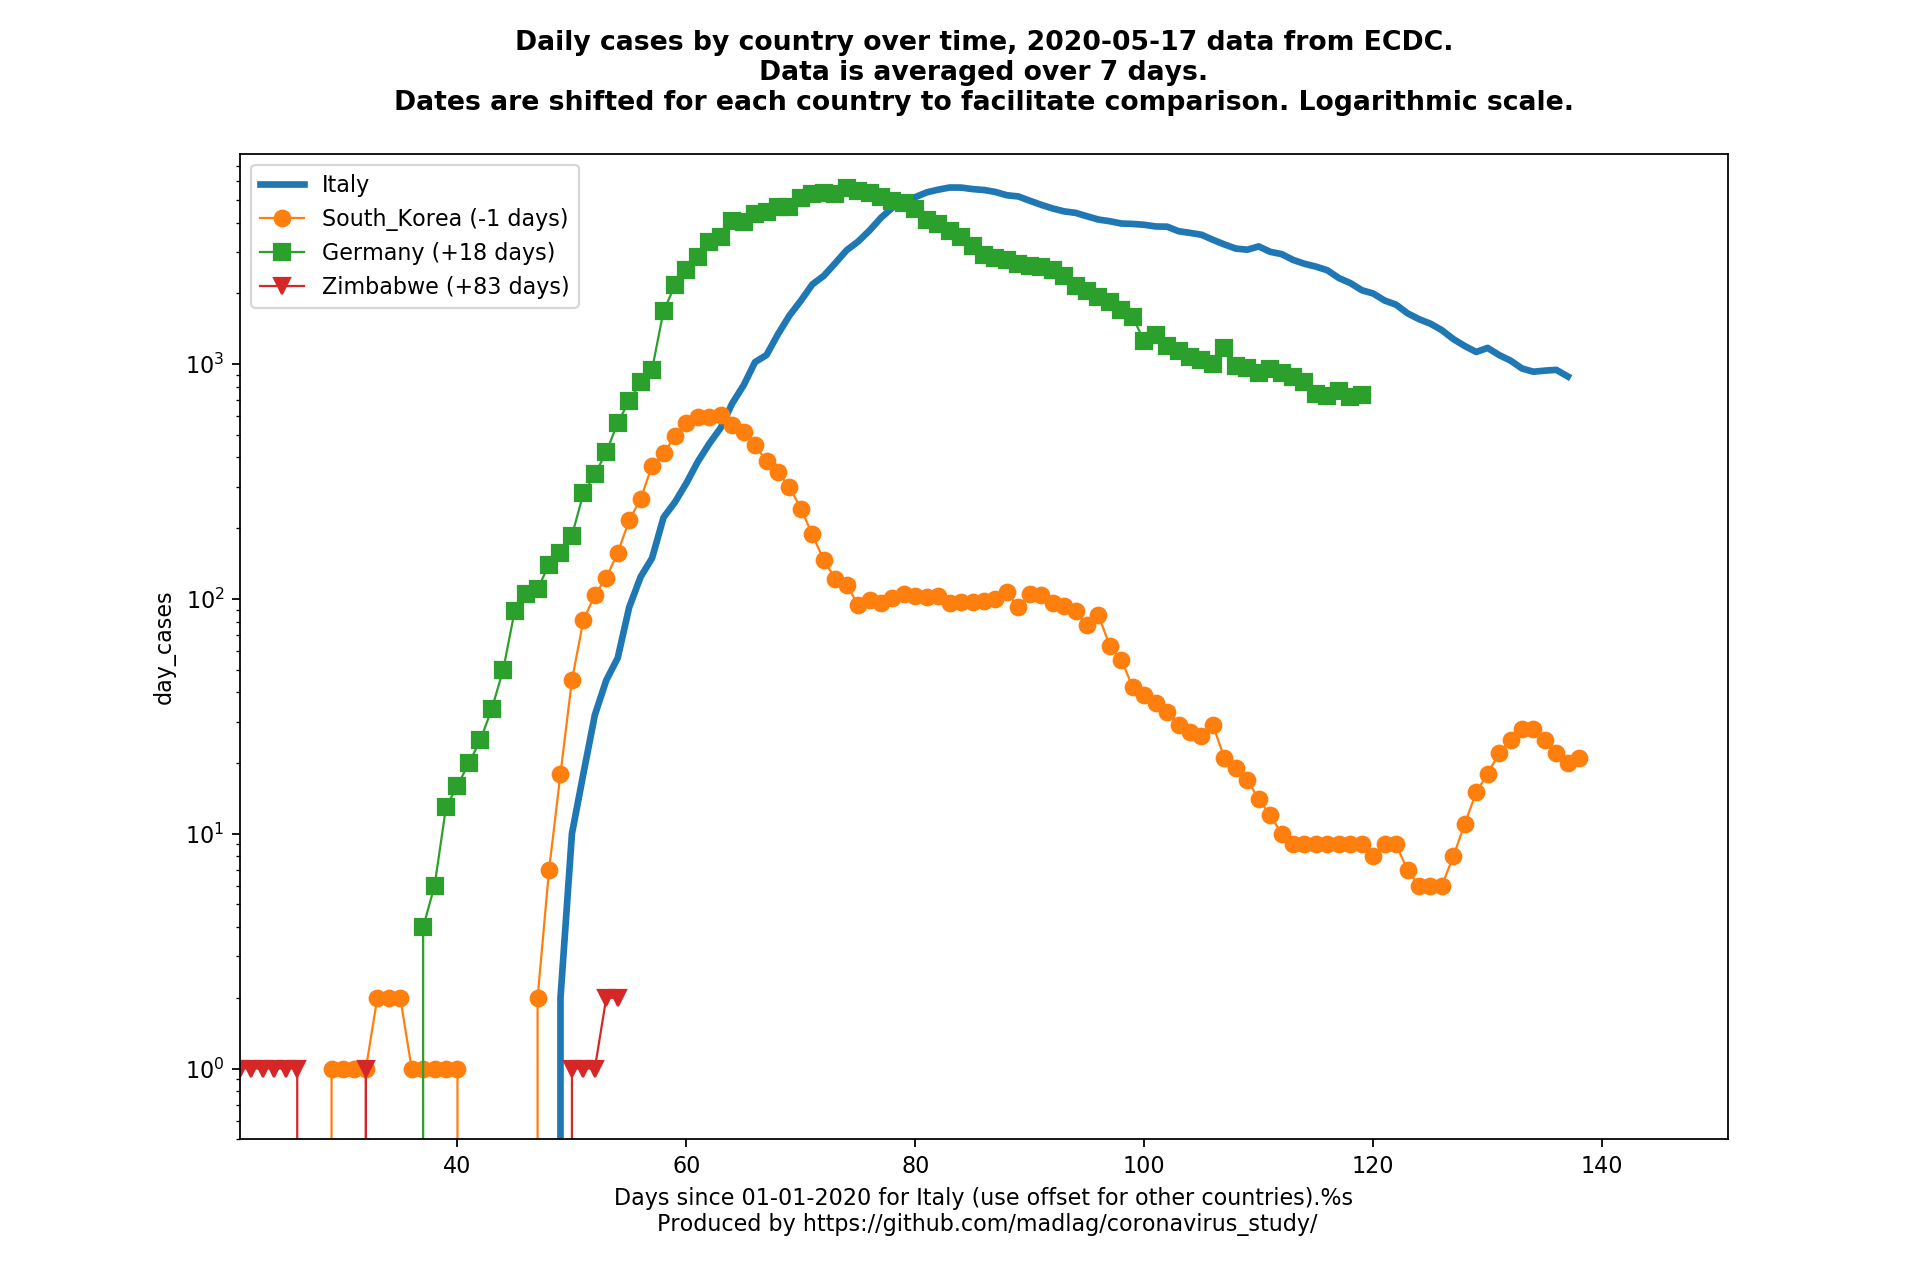 Daily cases by country over time, 2020-05-17 data from ECDC.
Data is averaged over 7 days.
Dates are shifted for each country to facilitate comparison. Logarithmic scale.
Italy
South_Korea (-1 days)
Germany (+18 days)
Zimbabwe (+83 days)
day_cases
10³
10²
10¹
10⁰
40 60 80 100 120 140
Days since 01-01-2020 for Italy (use offset for other countries).%s
Produced by https://github.com/madlag/coronavirus_study/